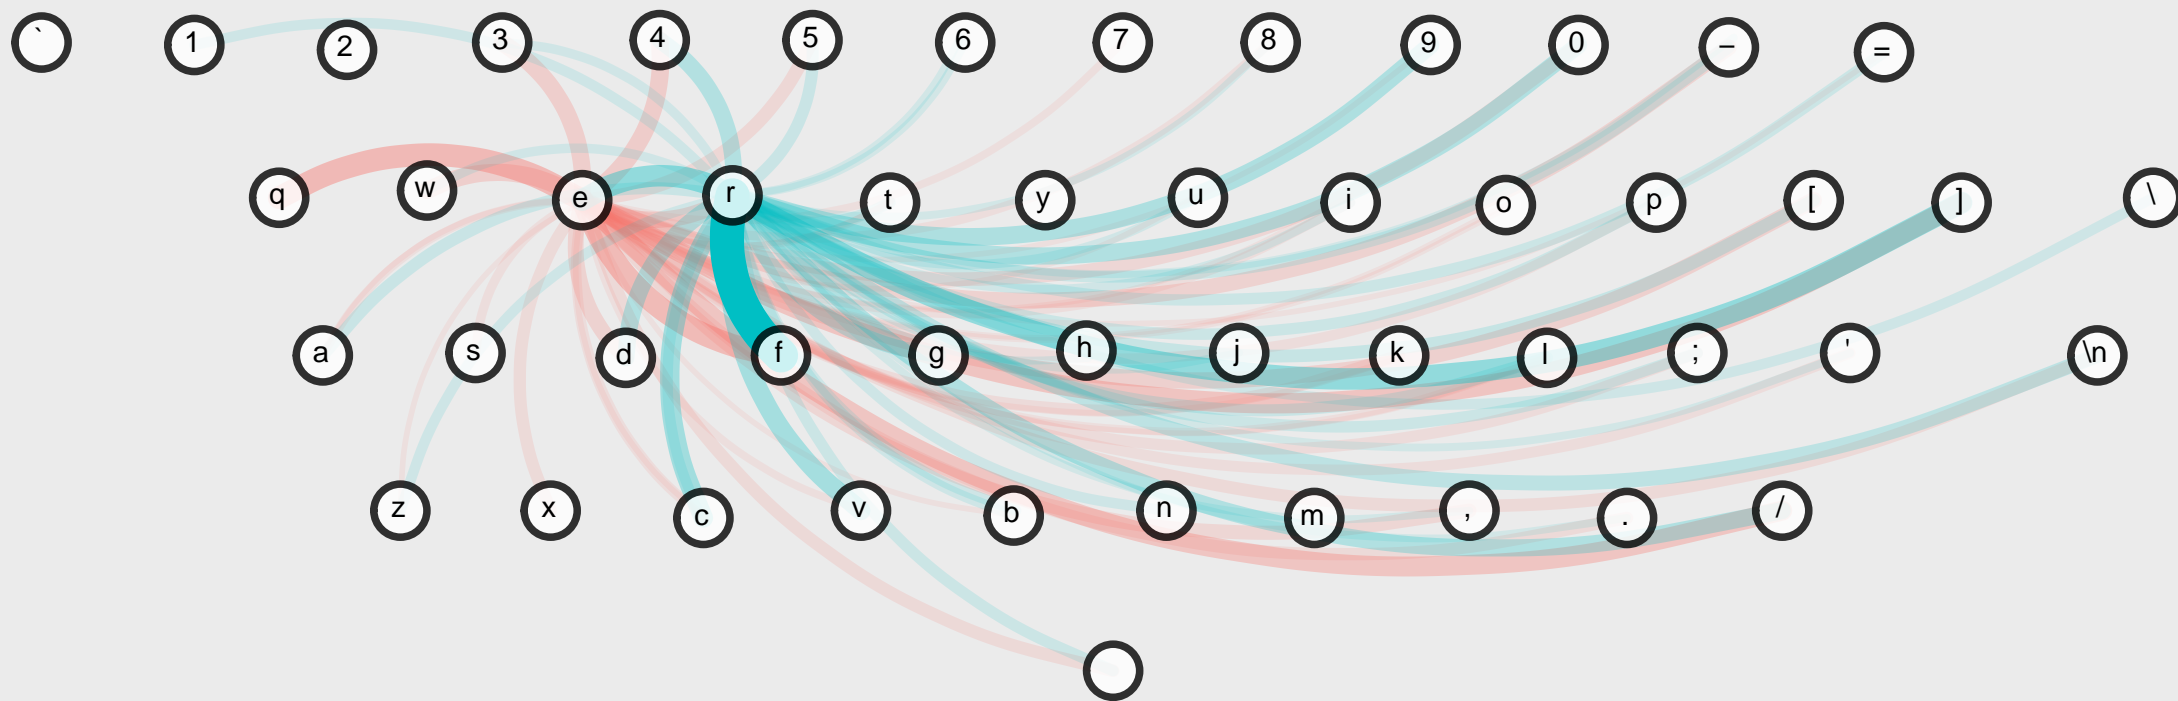 ` 1 2 3 4 5 6 7 8 9 0 – =
q w e r t y u i o p [ ] \
a s d f g h j k l ; ' \n
z x c v b n m , . /